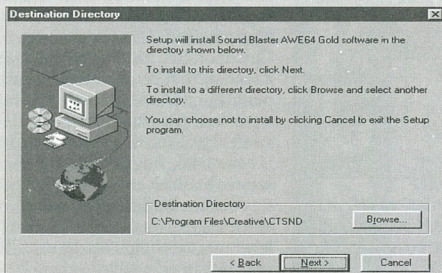 Destination Directory
Setup will install Sound Blaster AWE64 Gold software in the
directory shown below.
To install to this directory, click Next.
To install to a different directory, click Browse and select another
directory.
You can choose not to install by clicking Cancel to exit the Setup
program.
Destination Directory
C:\Program Files\Creative\CTSND
Browse...
< Back
Next >
Cancel